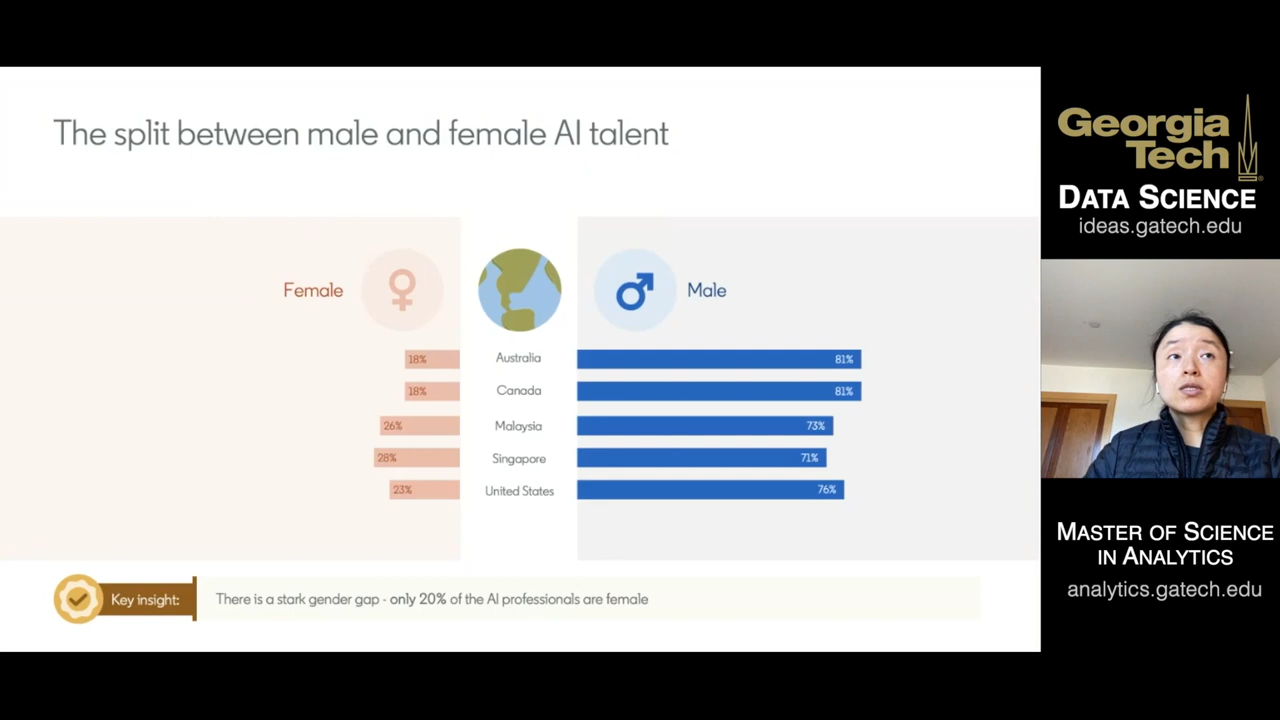 The split between male and female AI talent
Female
Male
18% Australia 81%
18% Canada 81%
26% Malaysia 73%
28% Singapore 71%
23% United States 76%
Key insight: There is a stark gender gap - only 20% of the AI professionals are female
Georgia
Tech
DATA SCIENCE
ideas.gatech.edu
MASTER OF SCIENCE
IN ANALYTICS
analytics.gatech.edu